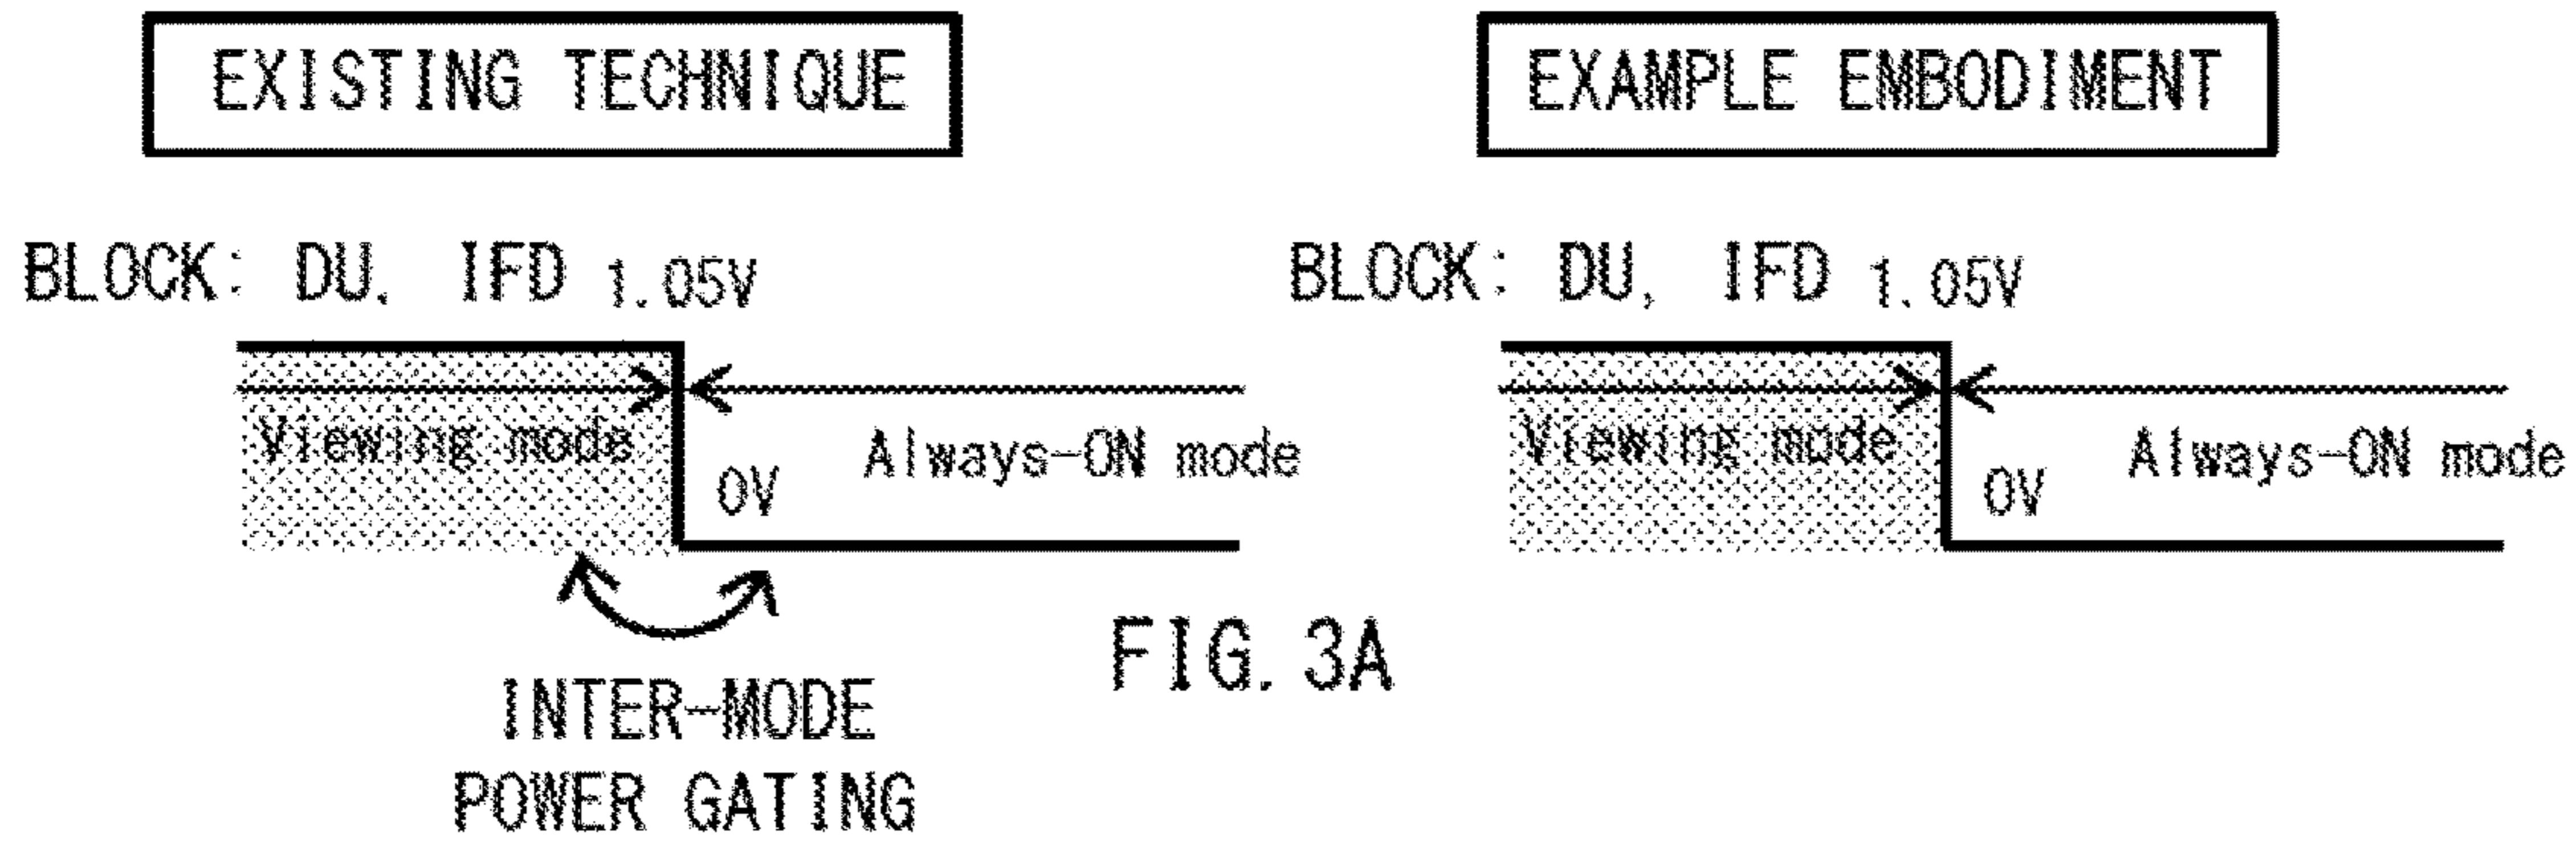 EXISTING TECHNIQUE
BLOCK: DU, IFD 1.05V
Viewing mode
0V
Always-ON mode
INTER-MODE
POWER GATING
EXAMPLE EMBODIMENT
BLOCK: DU, IFD 1.05V
Viewing mode
0V
Always-ON mode
FIG. 3A